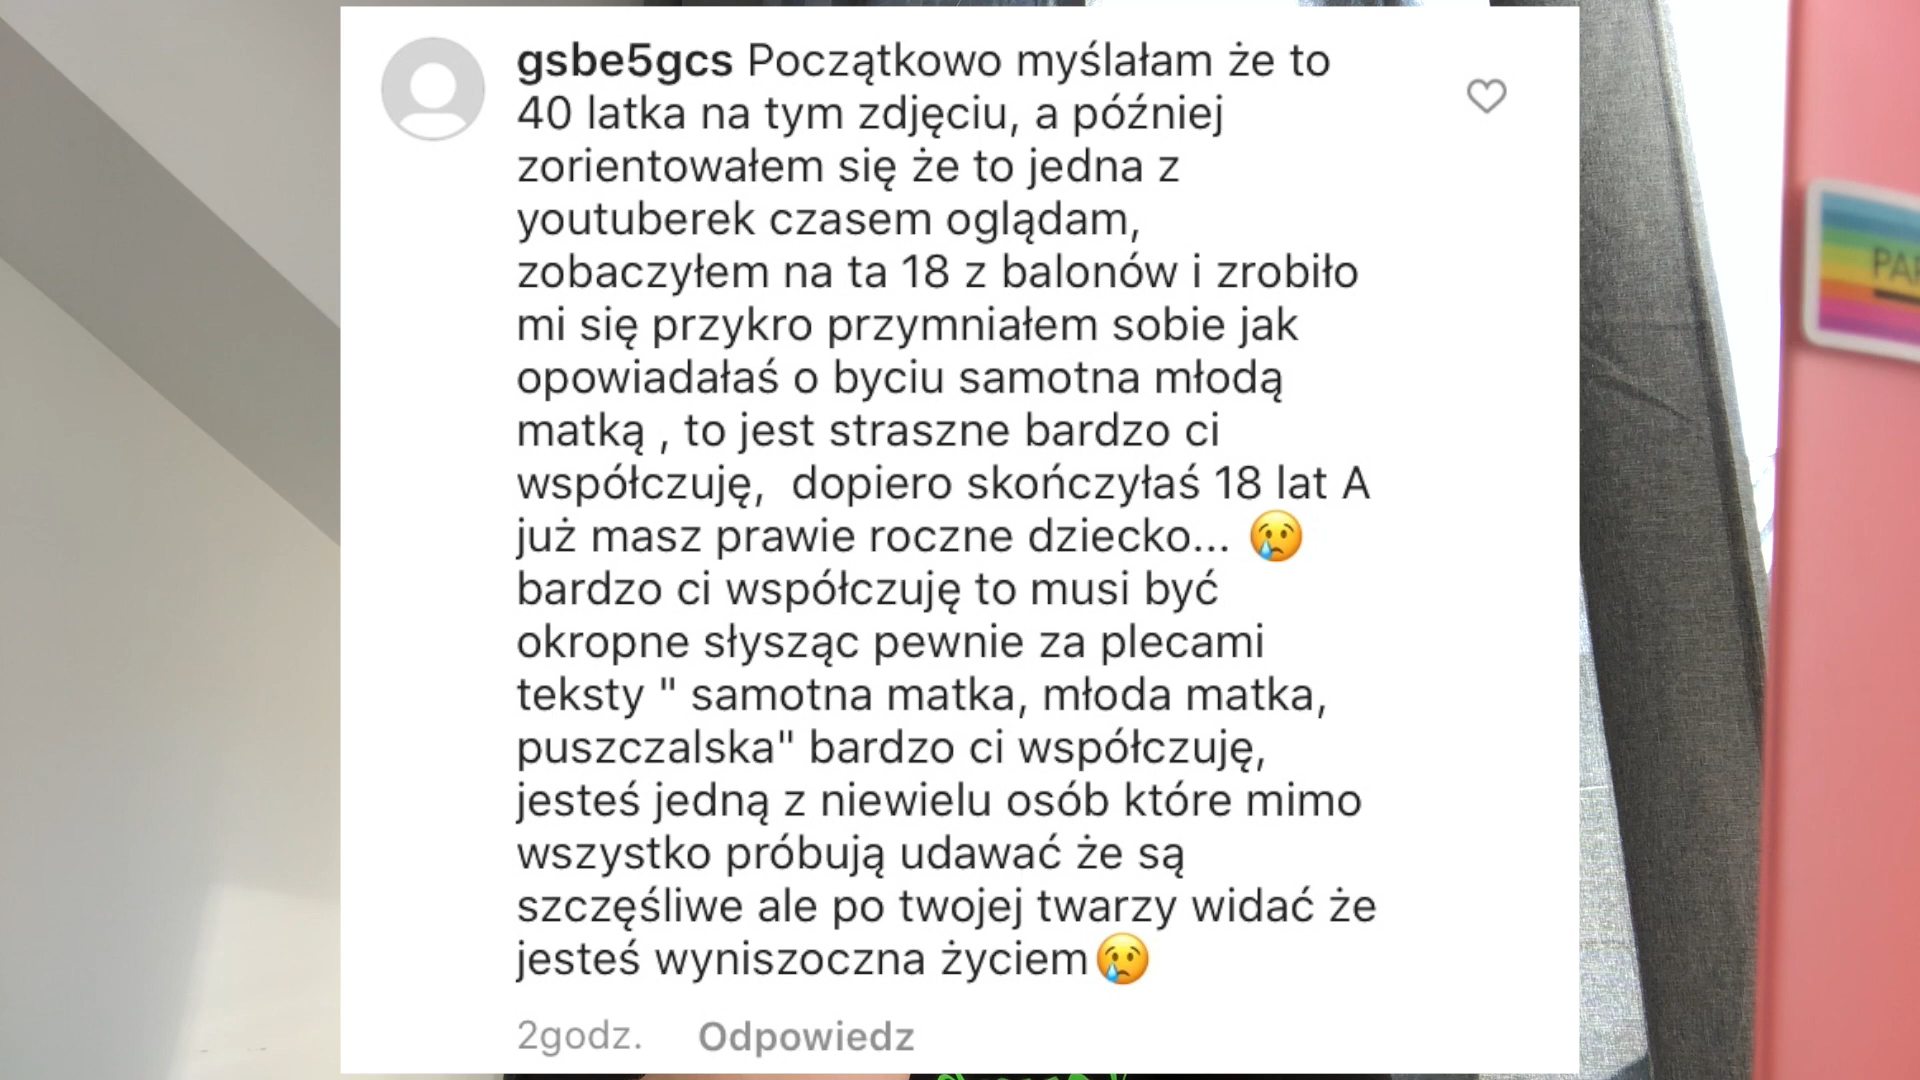 gsbe5gcs Początkowo myślałam że to
40 latka na tym zdjęciu, a później
zorientowałem się że to jedna z
youtuberek czasem oglądam,
zobaczyłem na ta 18 z balonów i zrobiło
mi się przykro przymniałem sobie jak
opowiadałaś o byciu samotna młodą
matką , to jest straszne bardzo ci
współczuję,  dopiero skończyłaś 18 lat A
już masz prawie roczne dziecko... 😢
bardzo ci współczuję to musi być
okropne słysząc pewnie za plecami
teksty " samotna matka, młoda matka,
puszczalska" bardzo ci współczuję,
jesteś jedną z niewielu osób które mimo
wszystko próbują udawać że są
szczęśliwe ale po twojej twarzy widać że
jesteś wyniszoczna życiem😢
2godz. Odpowiedz